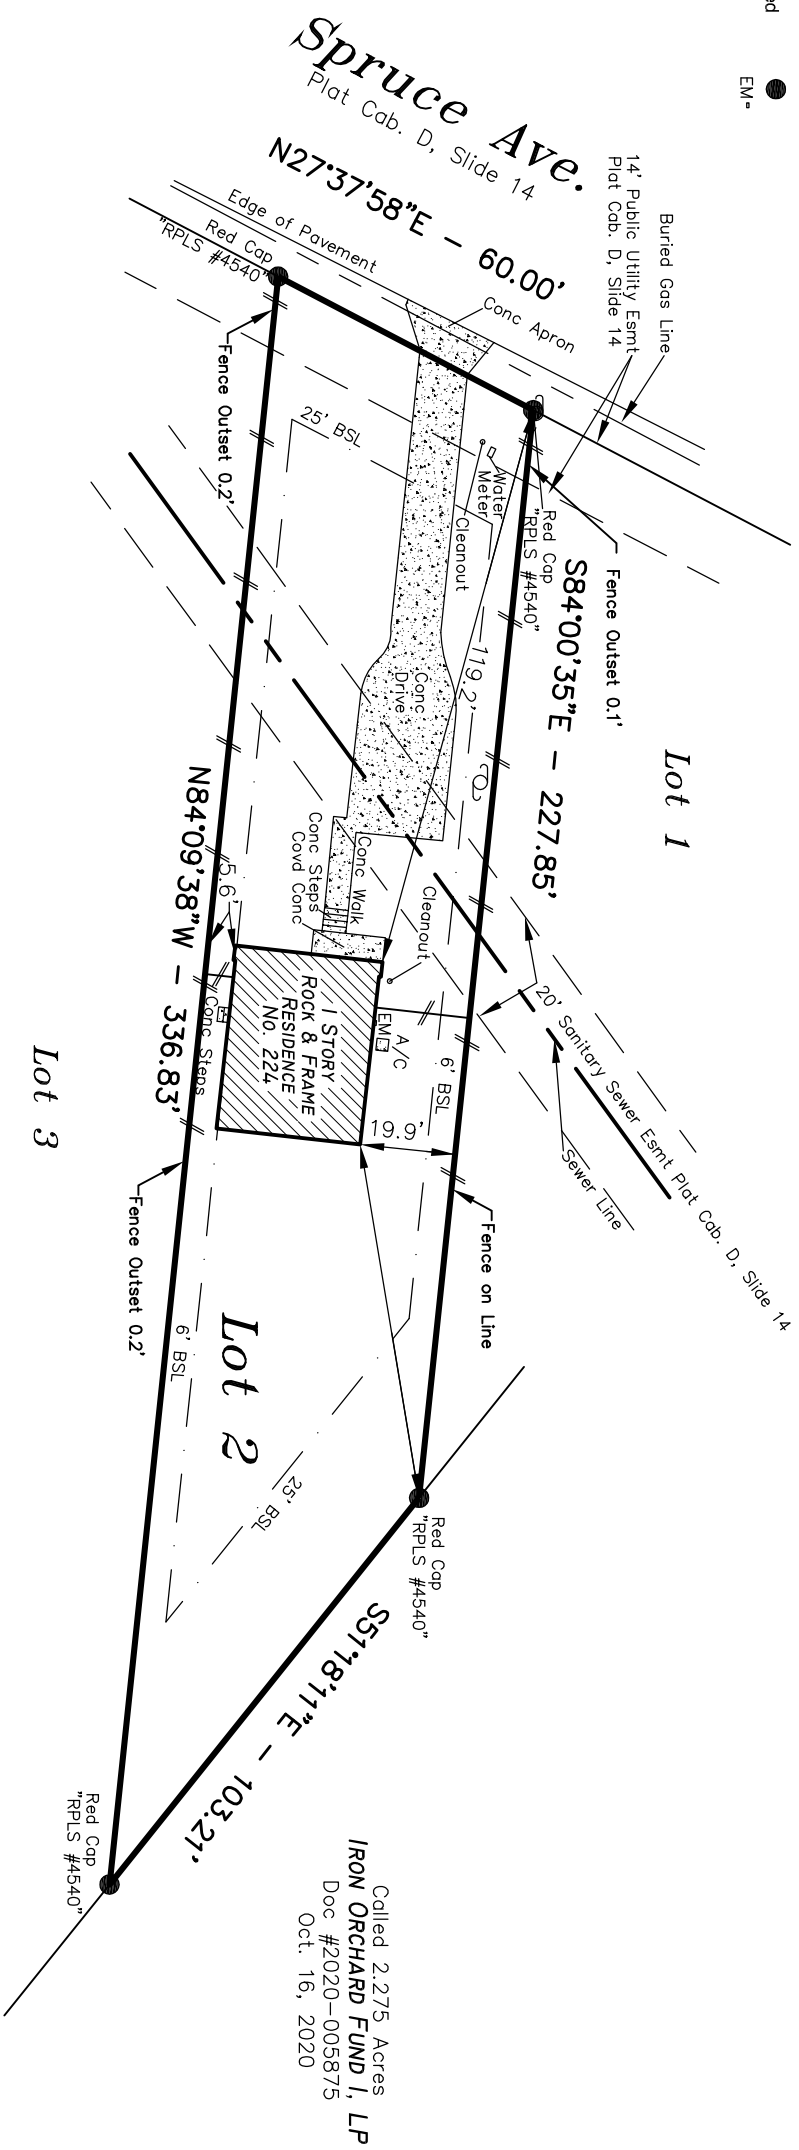 ed
EM-
Spruce Ave.
Plat Cab. D, Slide 14
N27°37'58"E - 60.00'
14' Public Utility Esmt
Plat Cab. D, Slide 14
Buried Gas Line
Edge of Pavement
Red Cap
"RPLS #4540"
Conc Apron
Fence Outset 0.2'
25' BSL
Water
Meter
Cleanout
Red Cap
"RPLS #4540"
Fence Outset 0.1'
S84°00'35"E - 227.85'
Lot 1
119.2'
Conc
Drive
N84°09'38"W - 336.83'
5.6'
Conc Walk
Conc Steps
Covd Conc
Cleanout
20' Sanitary Sewer Esmt Plat Cab. D, Slide 14
Sewer Line
1 STORY
ROCK & FRAME
RESIDENCE
No. 224
Conc Steps
A/C
EM
6' BSL
19.9'
Lot 3
Fence Outset 0.2'
Fence on Line
Lot 2
6' BSL
25' BSL
Red Cap
"RPLS #4540"
S51°18'11"E - 103.21'
Red Cap
"RPLS #4540"
Called 2.275 Acres
IRON ORCHARD FUND I, LP
Doc #2020-005875
Oct. 16, 2020